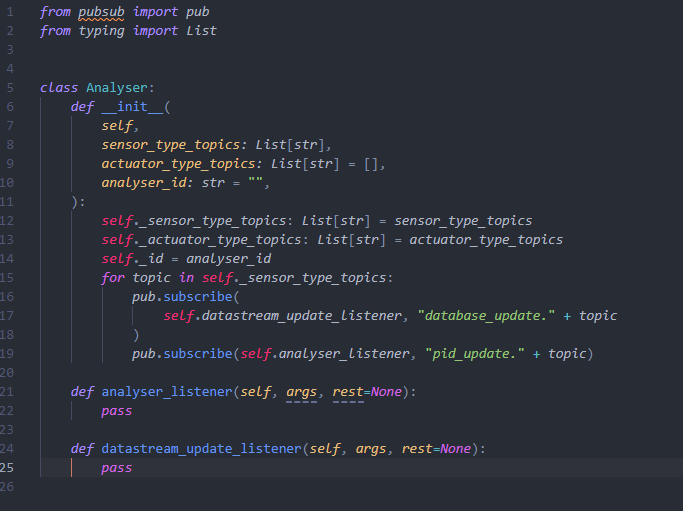 1 from pubsub import pub
2 from typing import List
3
4
5 class Analyser:
6     def __init__(
7         self,
8         sensor_type_topics: List[str],
9         actuator_type_topics: List[str] = [],
10         analyser_id: str = "",
11     ):
12         self._sensor_type_topics: List[str] = sensor_type_topics
13         self._actuator_type_topics: List[str] = actuator_type_topics
14         self._id = analyser_id
15         for topic in self._sensor_type_topics:
16             pub.subscribe(
17                 self.datastream_update_listener, "database_update." + topic
18             )
19             pub.subscribe(self.analyser_listener, "pid_update." + topic)
20
21     def analyser_listener(self, args, rest=None):
22         pass
23
24     def datastream_update_listener(self, args, rest=None):
25         pass
26